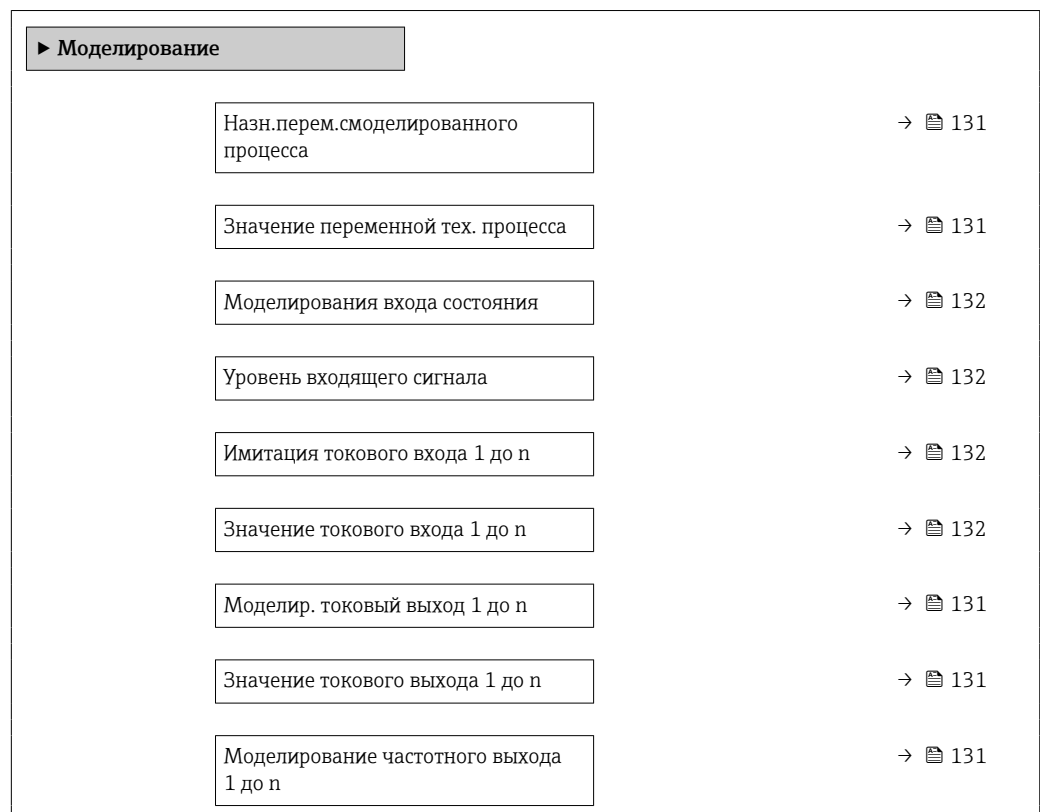 ▶ Моделирование
Назн.перем.смоделированного
процесса
→ 131
Значение переменной тех. процесса → 131
Моделирования входа состояния → 132
Уровень входящего сигнала → 132
Имитация токового входа 1 до n → 132
Значение токового входа 1 до n → 132
Моделир. токовый выход 1 до n → 131
Значение токового выхода 1 до n → 131
Моделирование частотного выхода
1 до n
→ 131